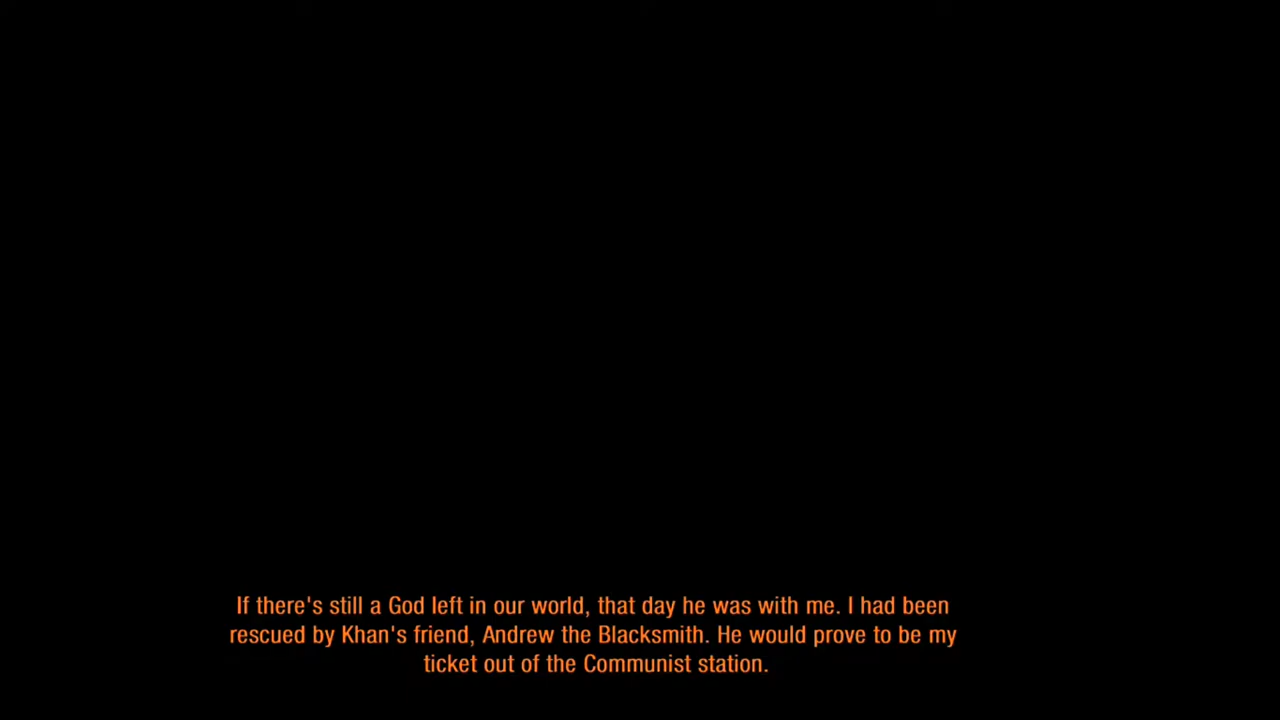 If there's still a God left in our world, that day he was with me. I had been
rescued by Khan's friend, Andrew the Blacksmith. He would prove to be my
ticket out of the Communist station.